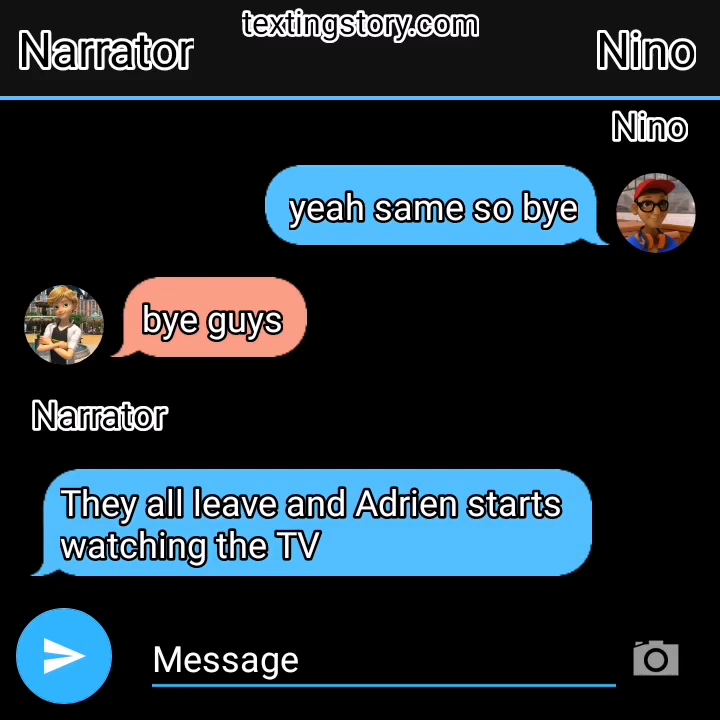 textingstory.com
Narrator
Nino
Nino
yeah same so bye
bye guys
Narrator
They all leave and Adrien starts
watching the TV
Message